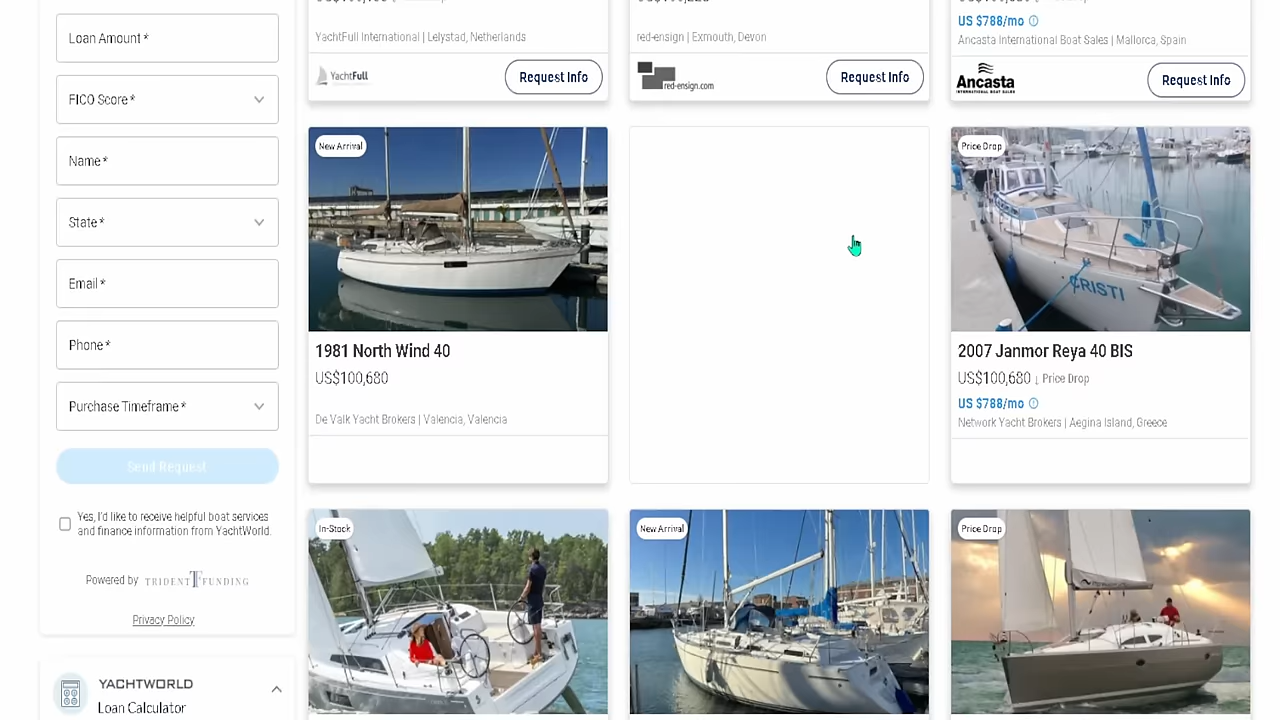 Loan Amount *
FICO Score *
Name *
State *
Email *
Phone *
Purchase Timeframe *
Send Request
Yes, I'd like to receive helpful boat services
and finance information from YachtWorld.
Powered by TRIDENT FUNDING
Privacy Policy
YACHTWORLD
Loan Calculator
YachtFull International | Lelystad, Netherlands
YachtFull
Request Info
red-ensign | Exmouth, Devon
red-ensign.com
Request Info
US $788/mo
Ancasta International Boat Sales | Mallorca, Spain
Ancasta
INTERNATIONAL BOAT SALES
Request Info
New Arrival
1981 North Wind 40
US$100,680
De Valk Yacht Brokers | Valencia, Valencia
Price Drop
CRISTI
2007 Janmor Reya 40 BIS
US$100,680 ↓ Price Drop
US $788/mo
Network Yacht Brokers | Aegina Island, Greece
In-Stock
New Arrival
Price Drop